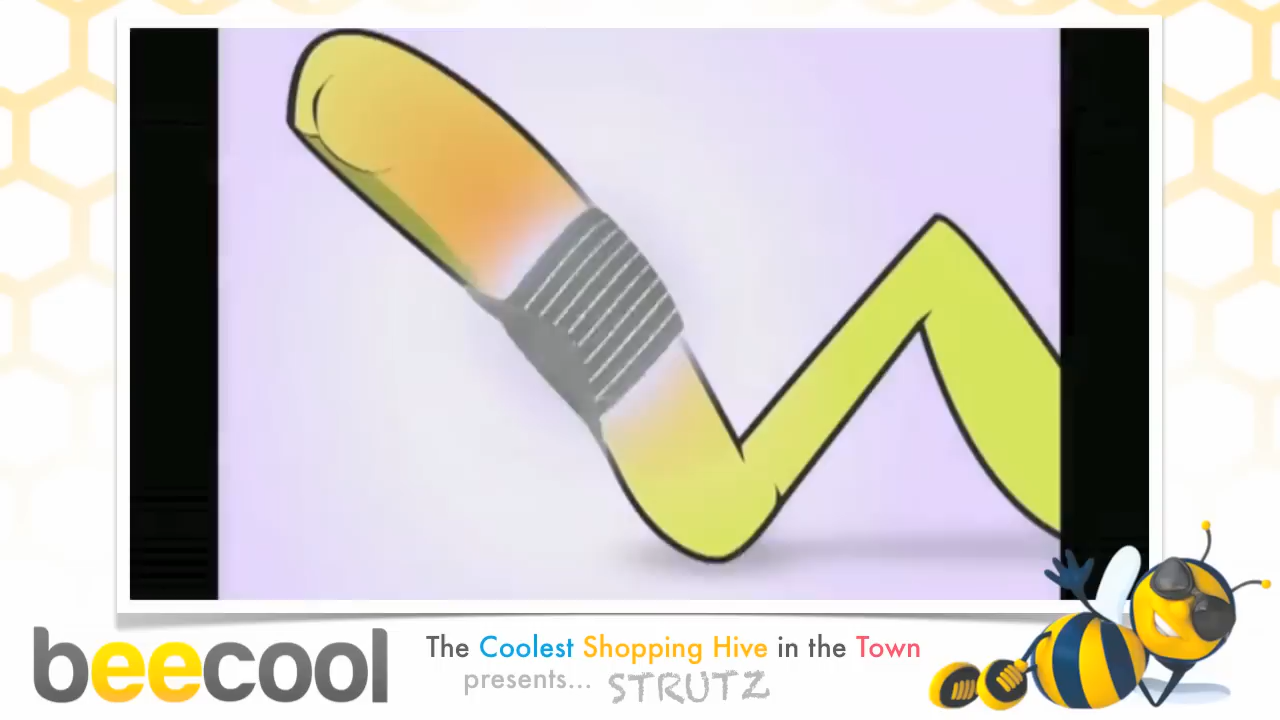 beecool
The Coolest Shopping Hive in the Town
presents... STRUTZ